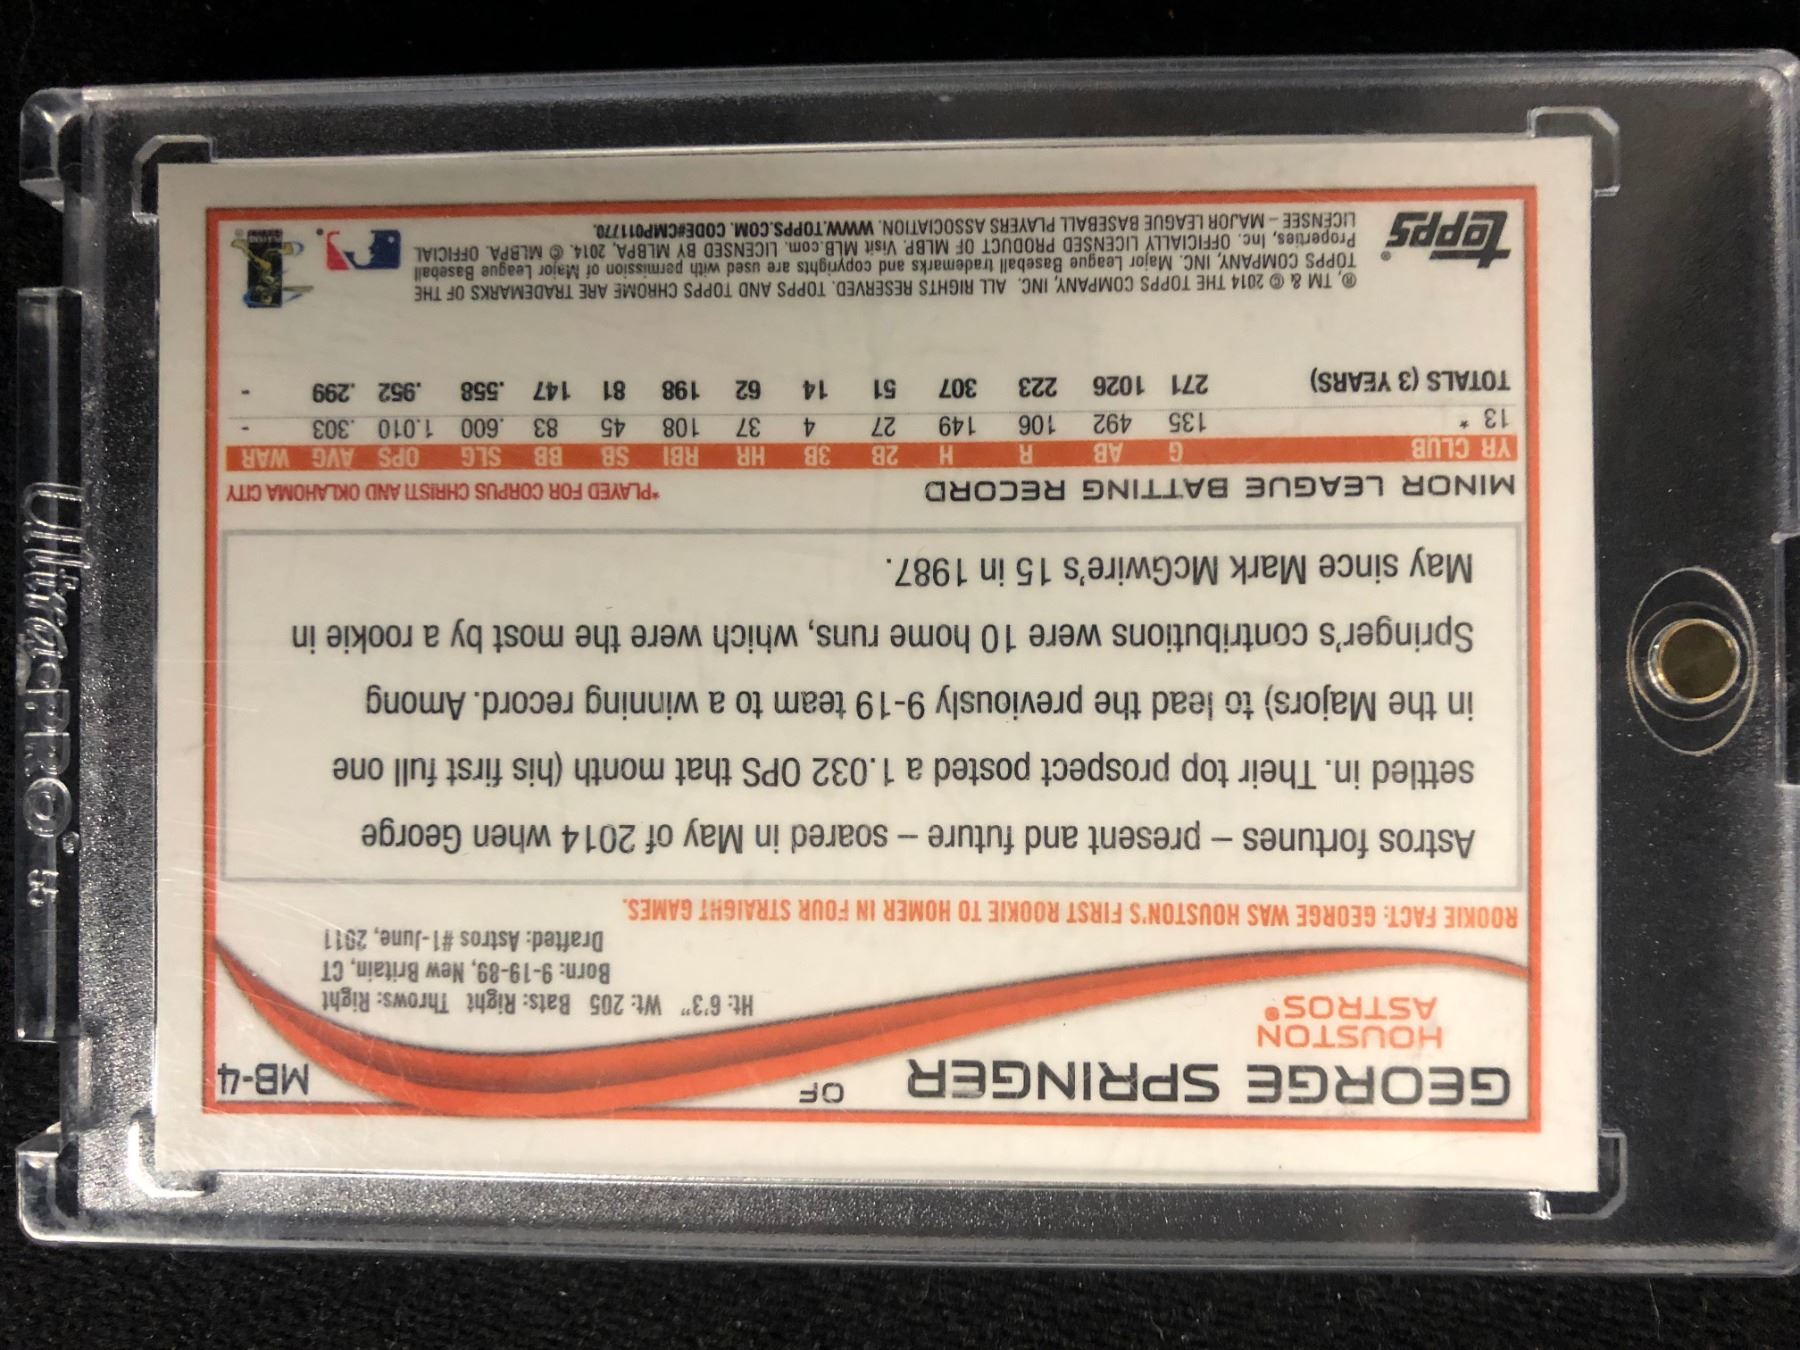 GEORGE SPRINGER OF MB-4
HOUSTON
ASTROS®
Ht: 6'3" Wt: 205 Bats: Right Throws: Right
Born: 9-19-89, New Britain, CT
Drafted: Astros #1-June, 2011
ROOKIE FACT: GEORGE WAS HOUSTON'S FIRST ROOKIE TO HOMER IN FOUR STRAIGHT GAMES.
Astros fortunes – present and future – soared in May of 2014 when George
settled in. Their top prospect posted a 1.032 OPS that month (his first full one
in the Majors) to lead the previously 9-19 team to a winning record. Among
Springer's contributions were 10 home runs, which were the most by a rookie in
May since Mark McGwire's 15 in 1987.
MINOR LEAGUE BATTING RECORD *PLAYED FOR CORPUS CHRISTI AND OKLAHOMA CITY
YR CLUB G AB R H 2B 3B HR RBI SB BB SLG OPS AVG WAR
13 * 135 492 106 149 27 4 37 108 45 83 .600 1.010 .303 -
TOTALS (3 YEARS) 271 1026 223 307 51 14 62 198 81 147 .558 .952 .299 -
®, TM & © 2014 THE TOPPS COMPANY, INC. ALL RIGHTS RESERVED. TOPPS AND TOPPS CHROME ARE TRADEMARKS OF THE
TOPPS COMPANY, INC. Major League Baseball trademarks and copyrights are used with permission of Major League Baseball
Properties, Inc. OFFICIALLY LICENSED PRODUCT OF MLBP. Visit MLB.com. LICENSED BY MLBPA, © MLBPA, 2014. OFFICIAL
LICENSEE – MAJOR LEAGUE BASEBALL PLAYERS ASSOCIATION. WWW.TOPPS.COM. CODE#CMP011770.
Topps®
Ultra•PRO® 55